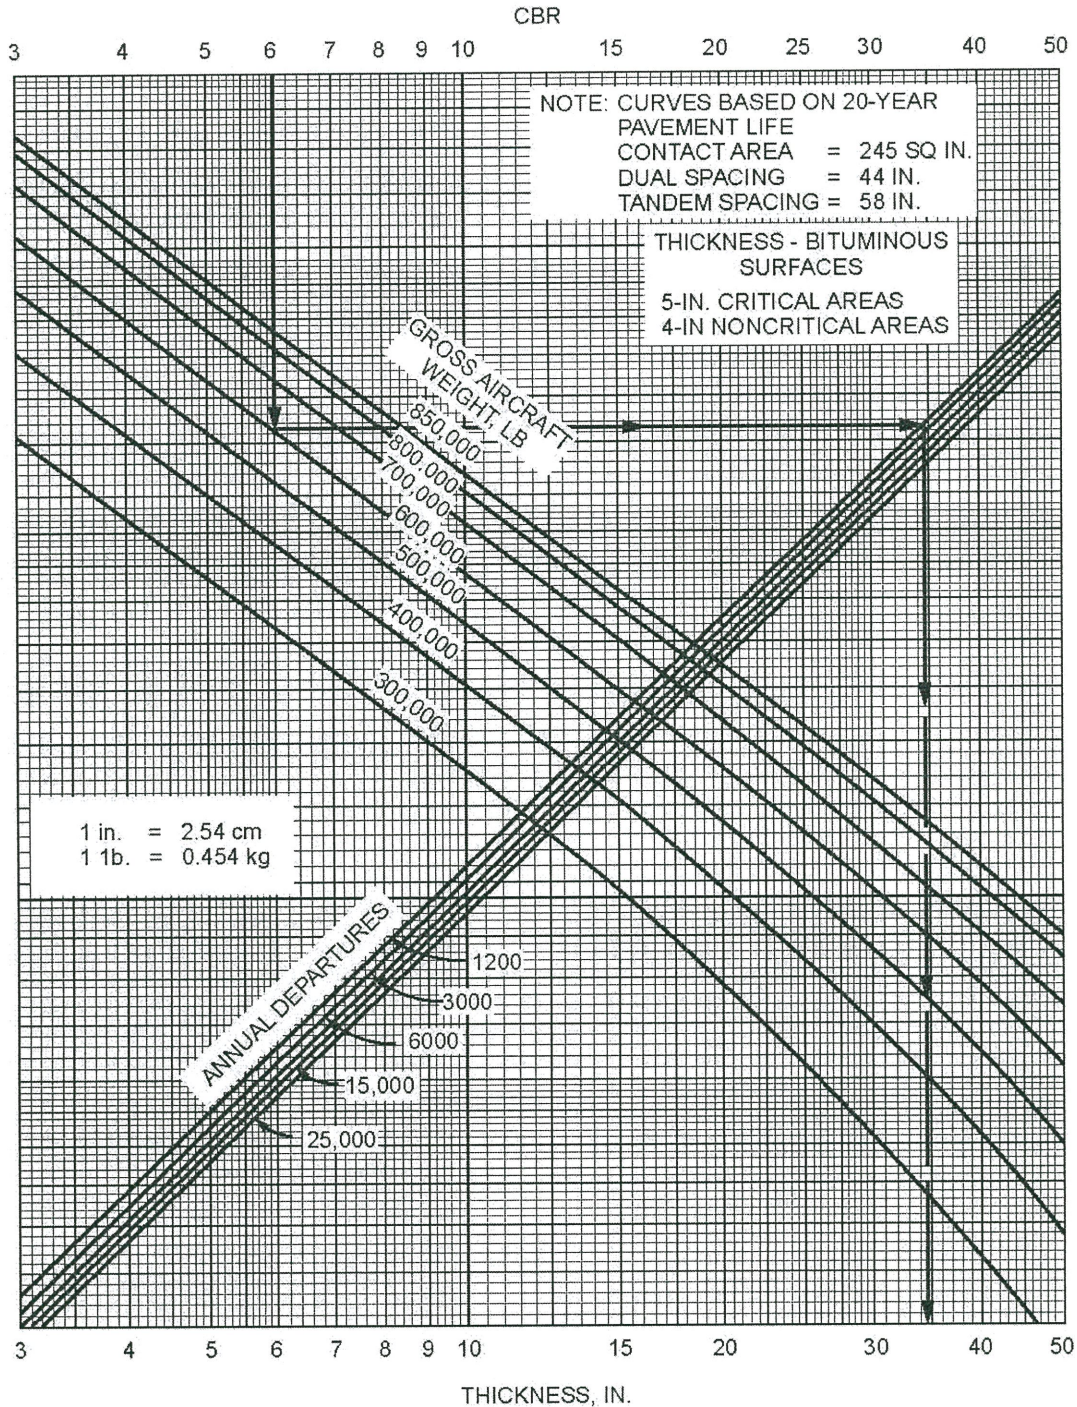 CBR
3 4 5 6 7 8 9 10 15 20 25 30 40 50
NOTE: CURVES BASED ON 20-YEAR
PAVEMENT LIFE
CONTACT AREA = 245 SQ IN.
DUAL SPACING = 44 IN.
TANDEM SPACING = 58 IN.
THICKNESS - BITUMINOUS
SURFACES
5-IN. CRITICAL AREAS
4-IN NONCRITICAL AREAS
GROSS AIRCRAFT
WEIGHT, LB
850,000
800,000
700,000
600,000
500,000
400,000
300,000
1 in. = 2.54 cm
1 1b. = 0.454 kg
ANNUAL DEPARTURES
1200
3000
6000
15,000
25,000
3 4 5 6 7 8 9 10 15 20 30 40 50
THICKNESS, IN.